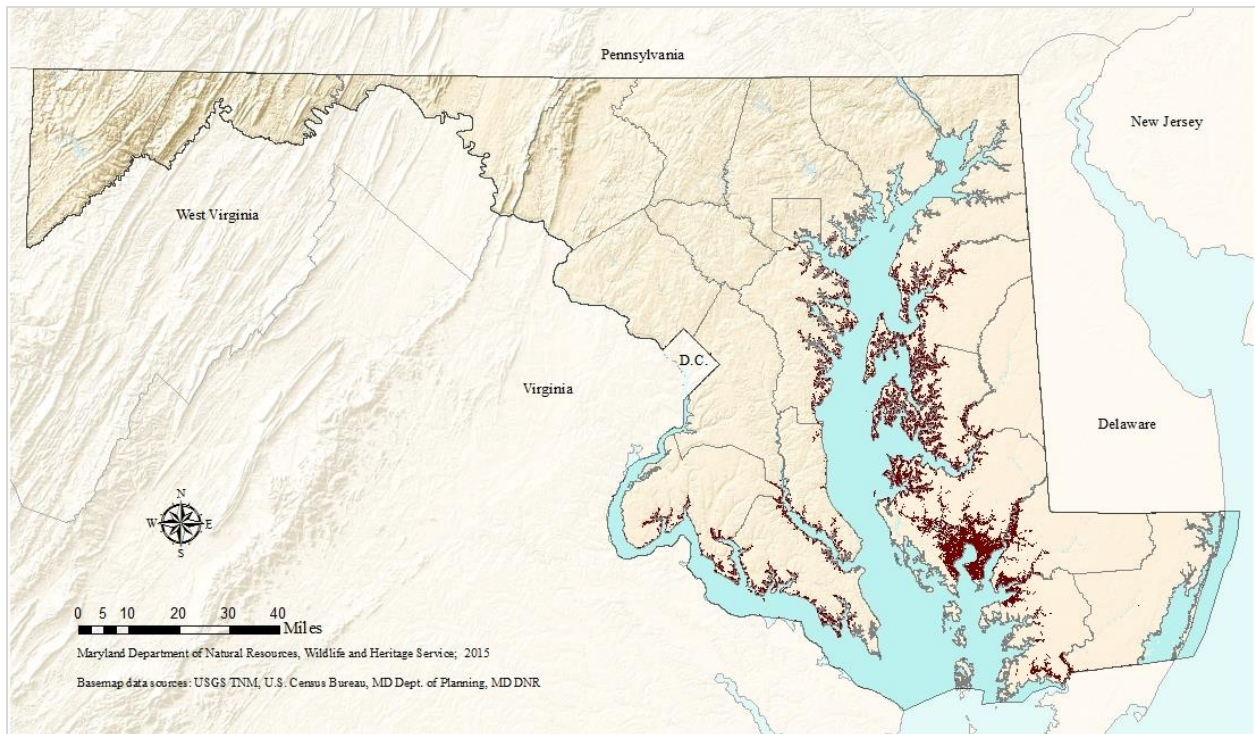 Pennsylvania
New Jersey
West Virginia
D.C.
Virginia
Delaware
N
W E
S
0 5 10 20 30 40
Miles
Maryland Department of Natural Resources, Wildlife and Heritage Service; 2015
Basemap data sources: USGS TNM, U.S. Census Bureau, MD Dept. of Planning, MD DNR